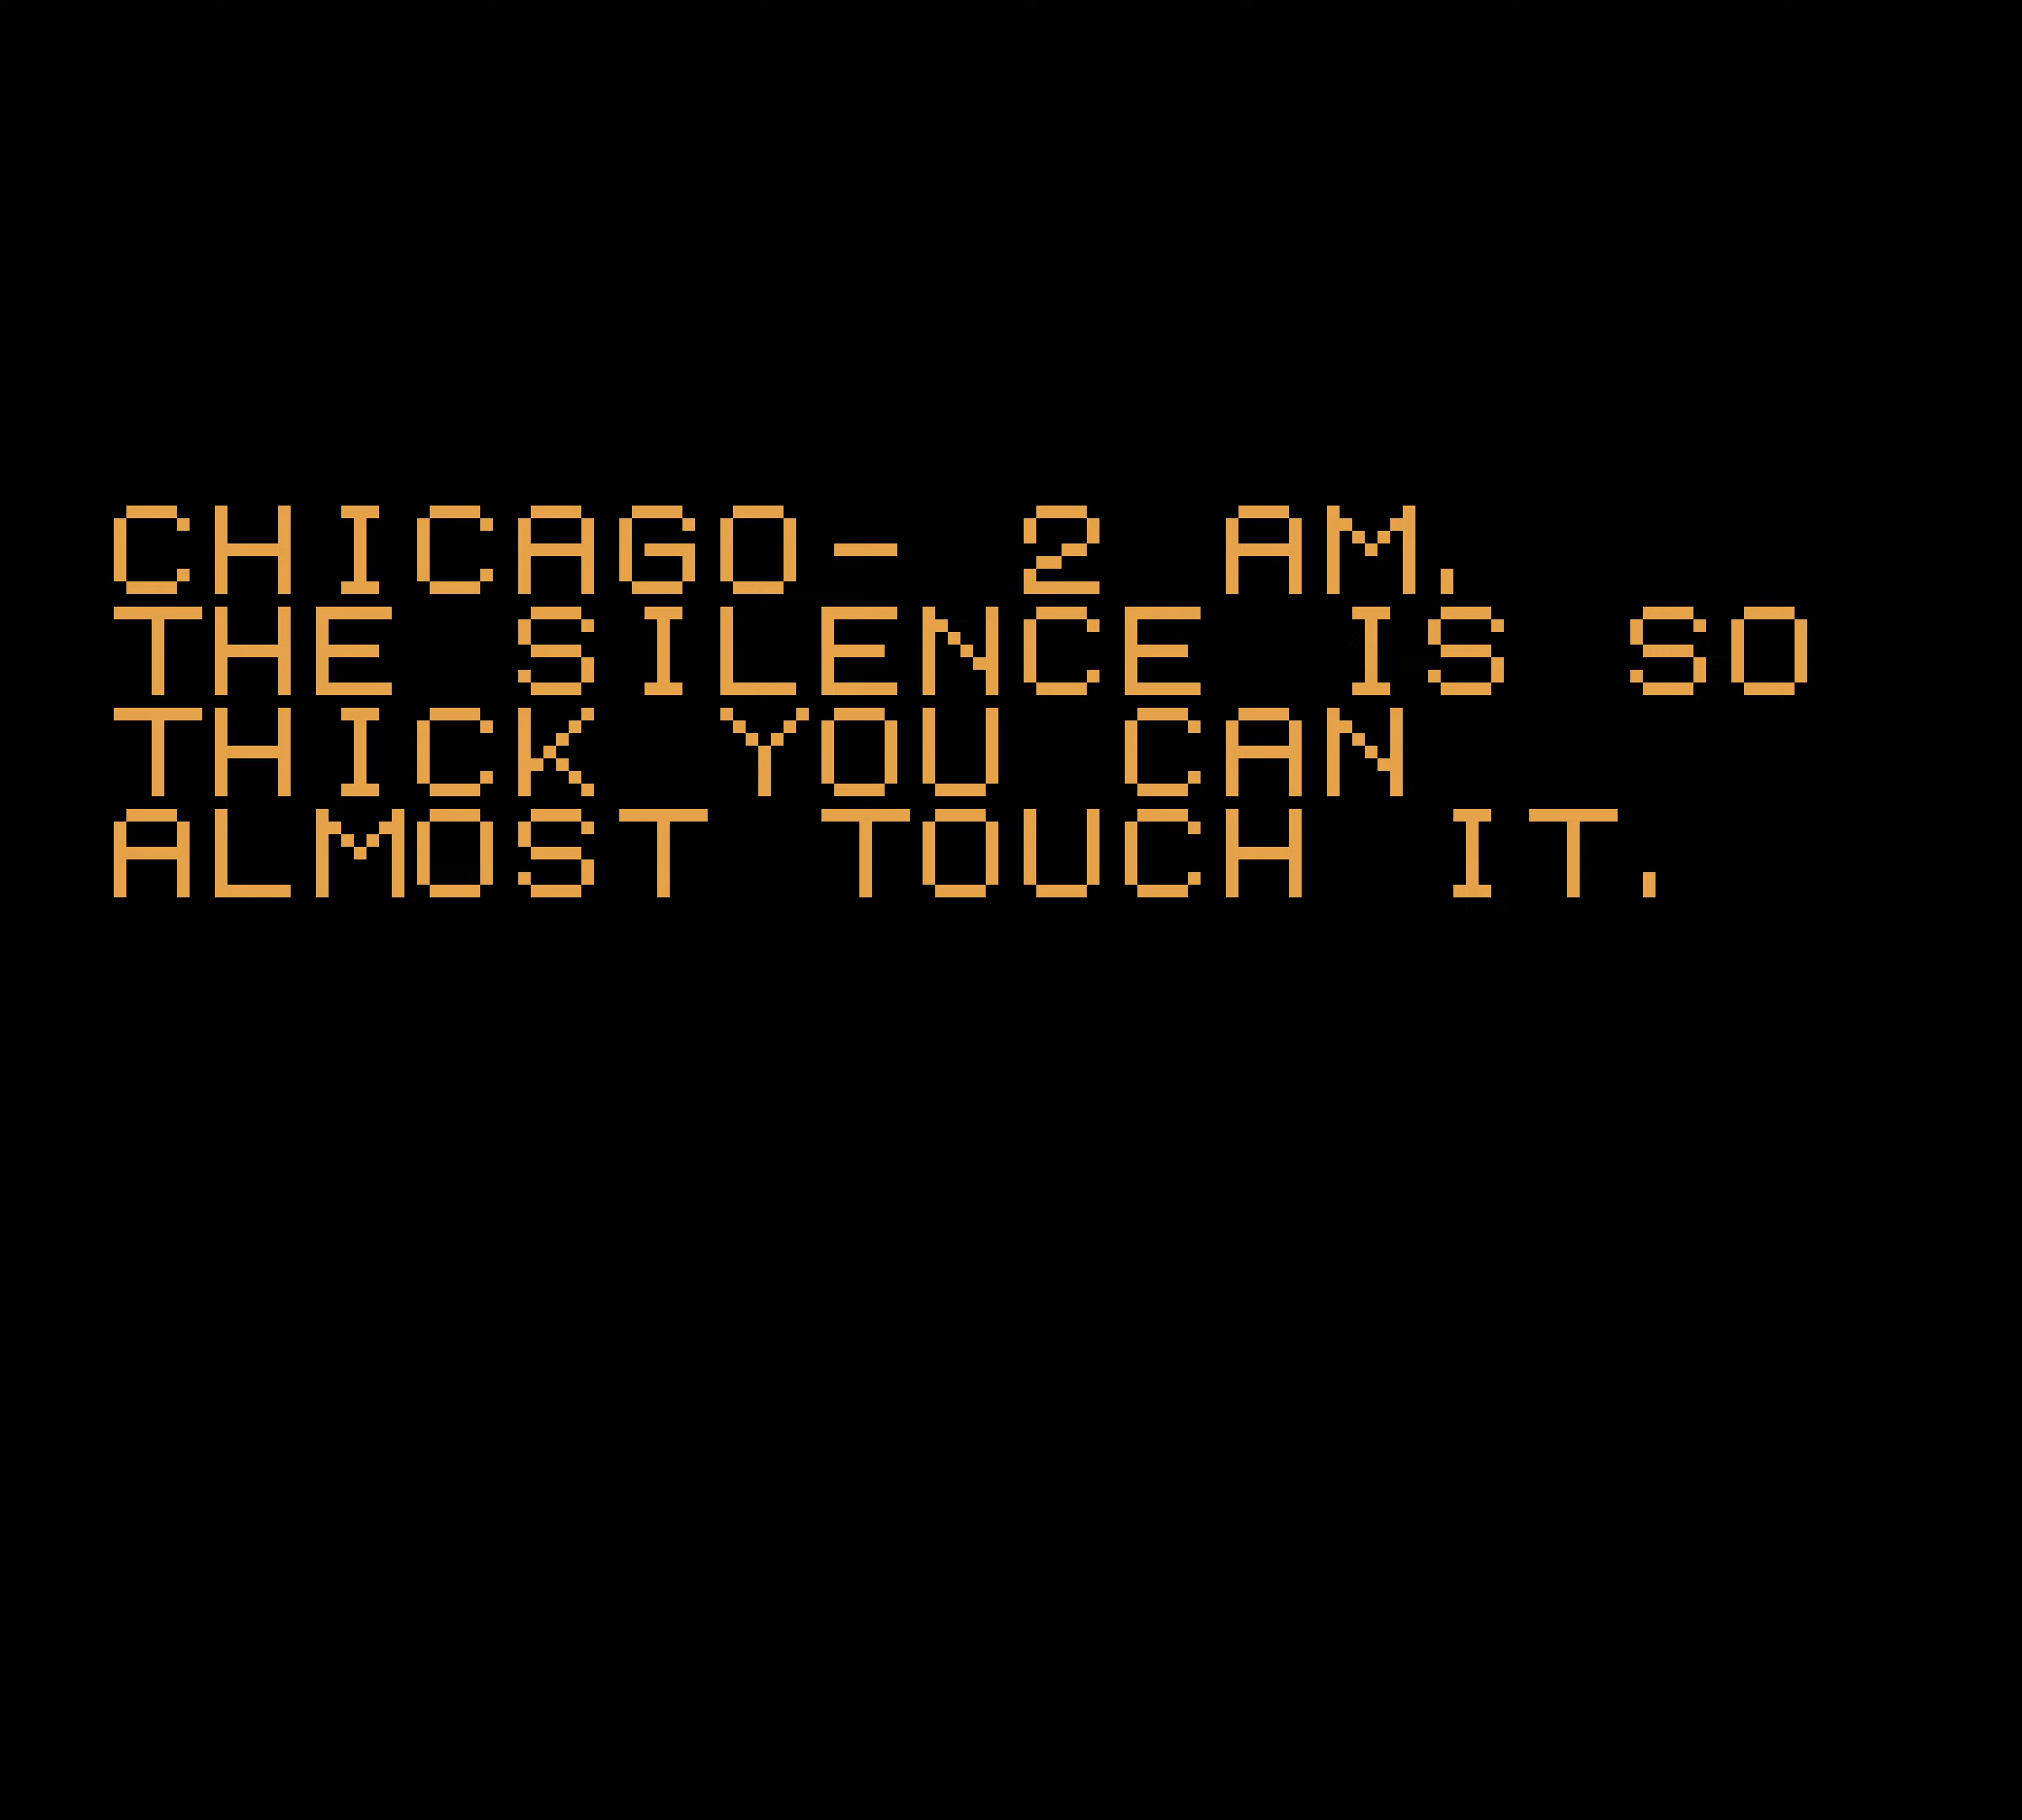 CHICAGO- 2 AM.
THE SILENCE IS SO
THICK YOU CAN
ALMOST TOUCH IT.